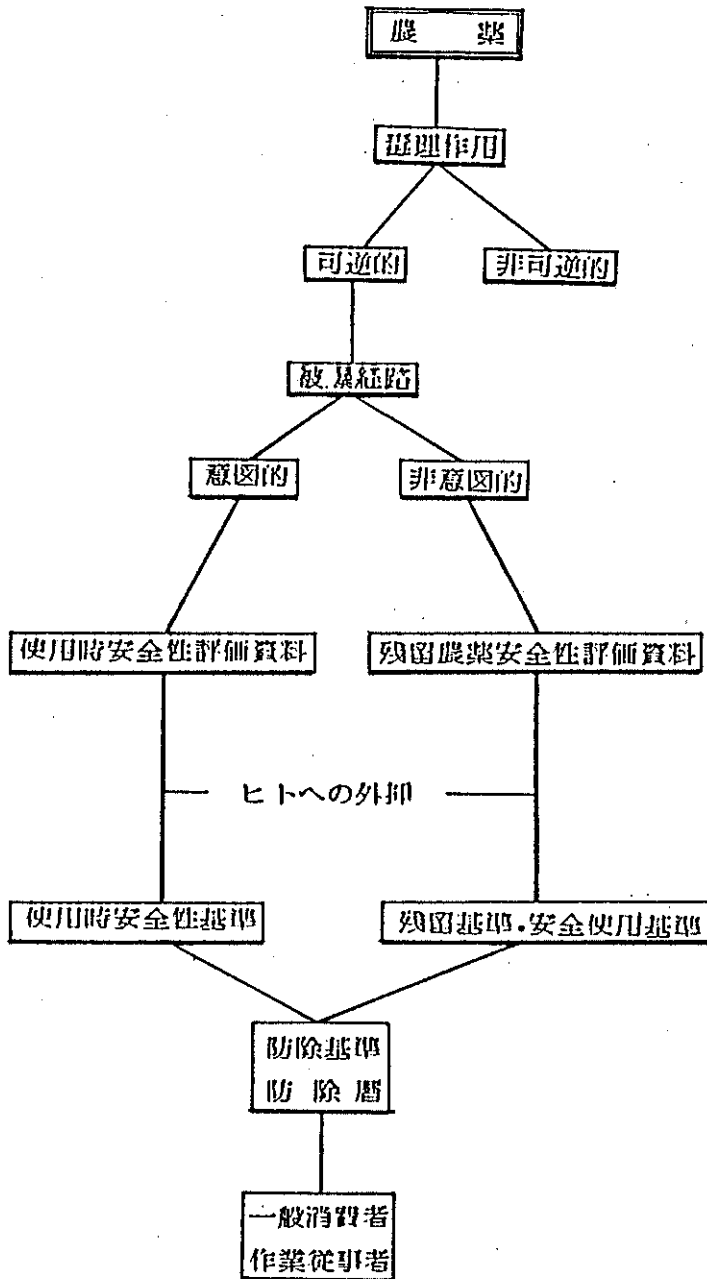 農 薬
毒理作用
可逆的
非可逆的
被.暴経路
意図的
非意図的
使用時安全性評価資料
残留農薬安全性評価資料
ヒトへの外挿
使用時安全性基準
残留基準・安全使用基準
防除基準
防 除 暦
一般消費者
作業従事者